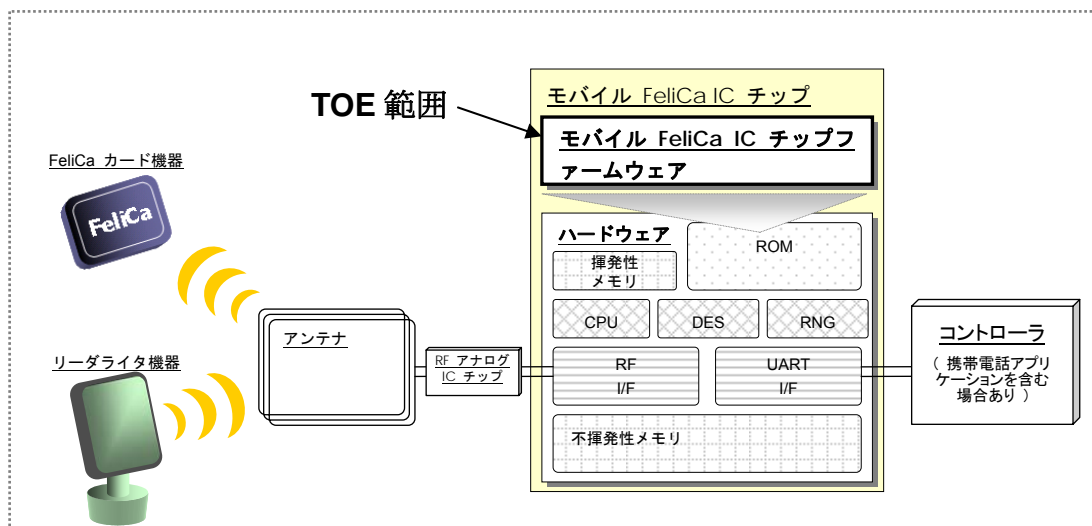 TOE 範囲
モバイル FeliCa IC チップ
モバイル FeliCa IC チップフ
ァームウェア
FeliCa カード機器
FeliCa
リーダライタ機器
アンテナ
RF アナログ
IC チップ
ハードウェア
ROM
揮発性
メモリ
CPU
DES
RNG
RF
I/F
UART
I/F
不揮発性メモリ
コントローラ
( 携帯電話アプリ
ケーションを含む
場合あり )